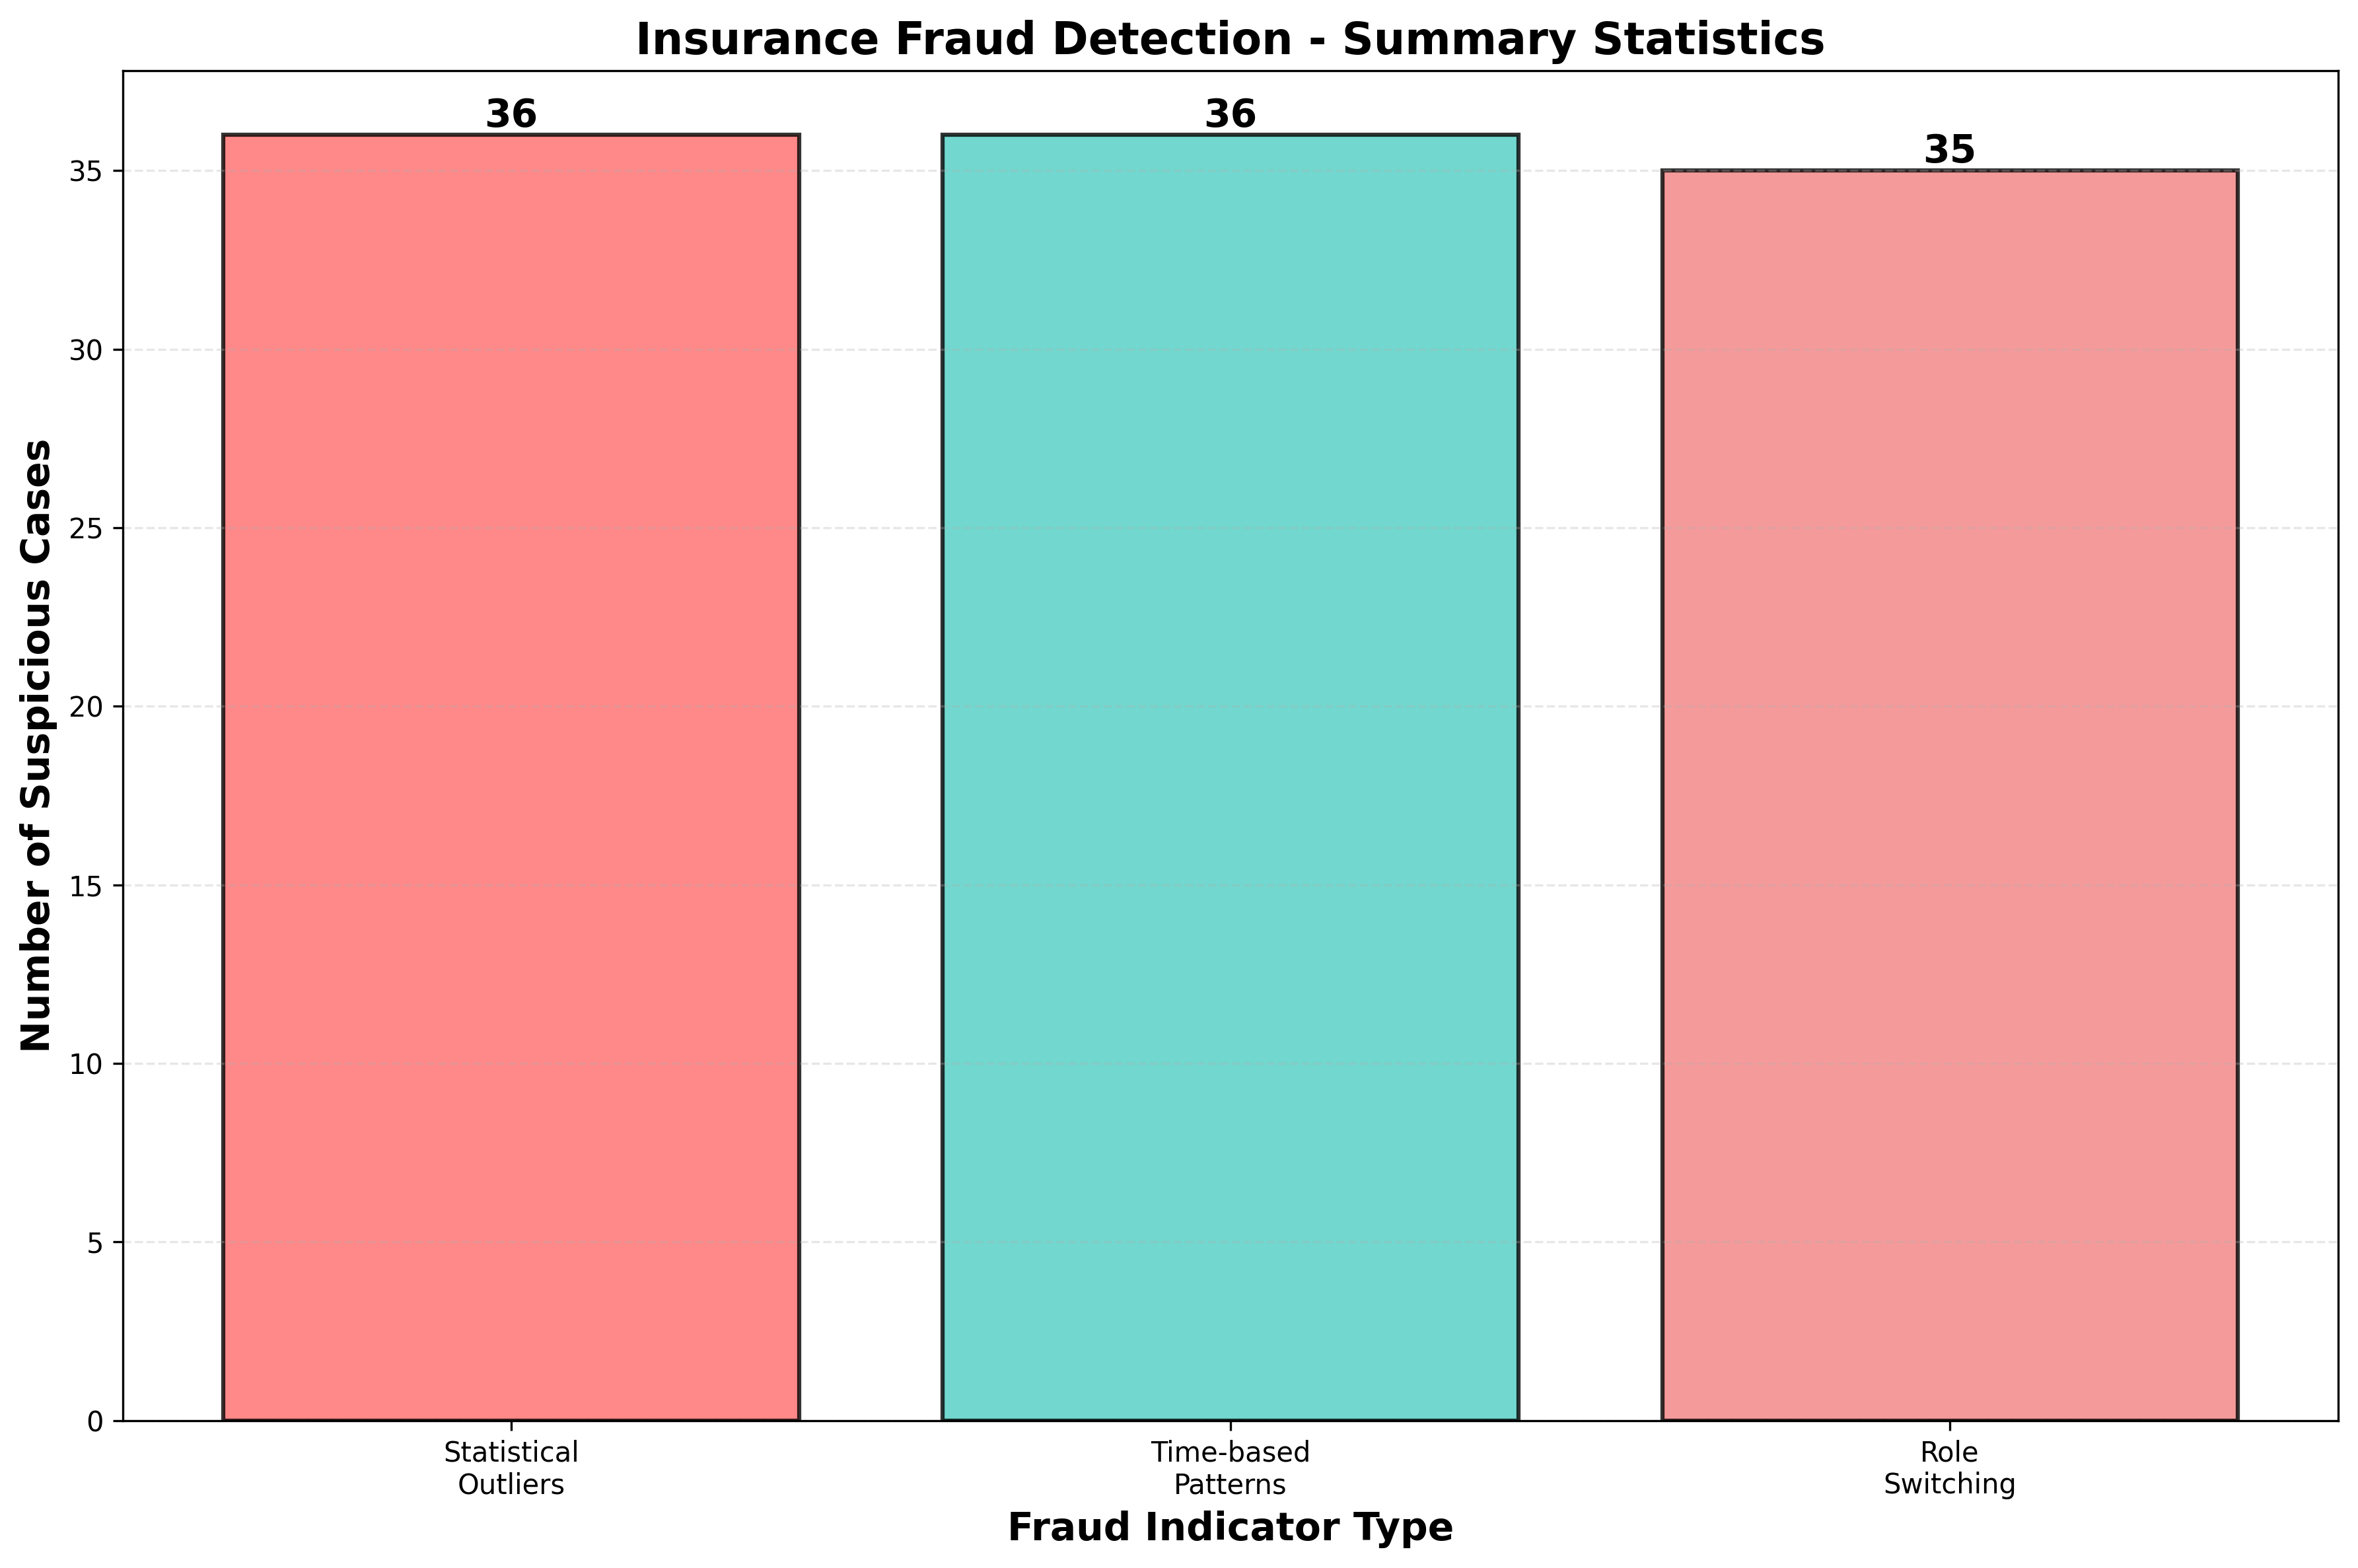 Insurance Fraud Detection - Summary Statistics
36
36
35
35
30
25
20
15
10
5
0
Number of Suspicious Cases
Statistical
Outliers
Time-based
Patterns
Role
Switching
Fraud Indicator Type